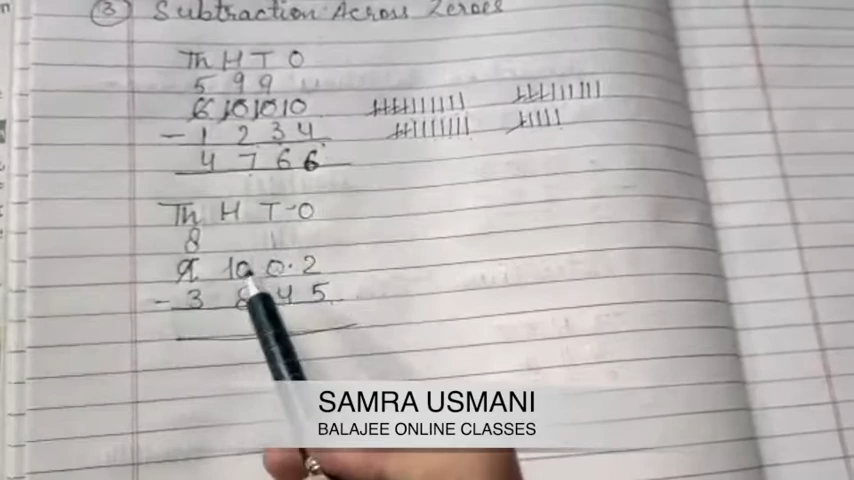 ③ Subtraction Across Zeroes
Th H T O
5 9 9
6 10 10 10
- 1 2 3 4
4 7 6 6
Th H T - O
8
9 10 0 . 2
- 3 8 4 5
SAMRA USMANI
BALAJEE ONLINE CLASSES